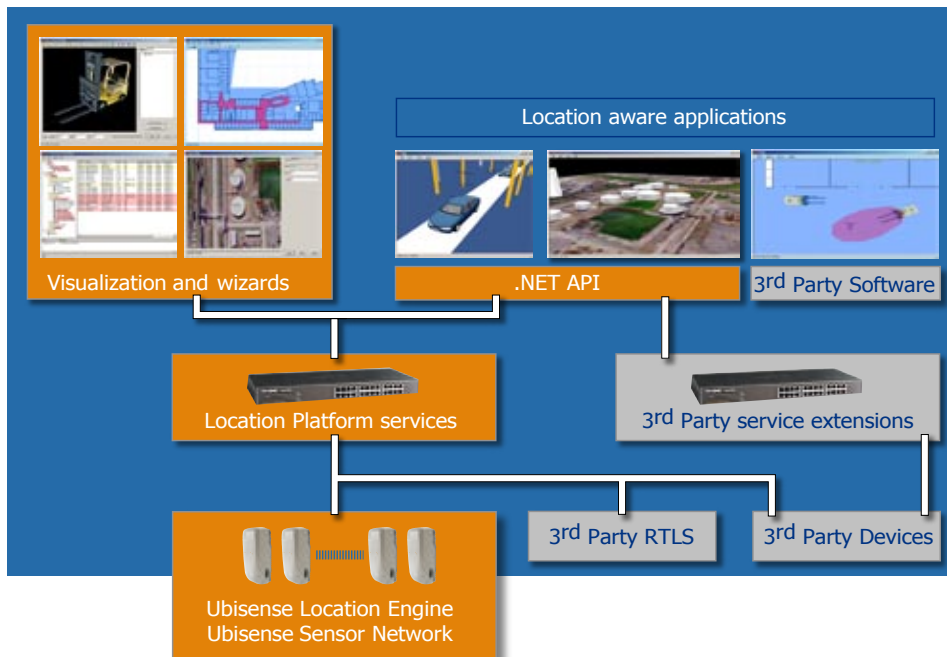 Location aware applications
Visualization and wizards
.NET API
3rd Party Software
Location Platform services
3rd Party service extensions
3rd Party RTLS
3rd Party Devices
Ubisense Location Engine
Ubisense Sensor Network